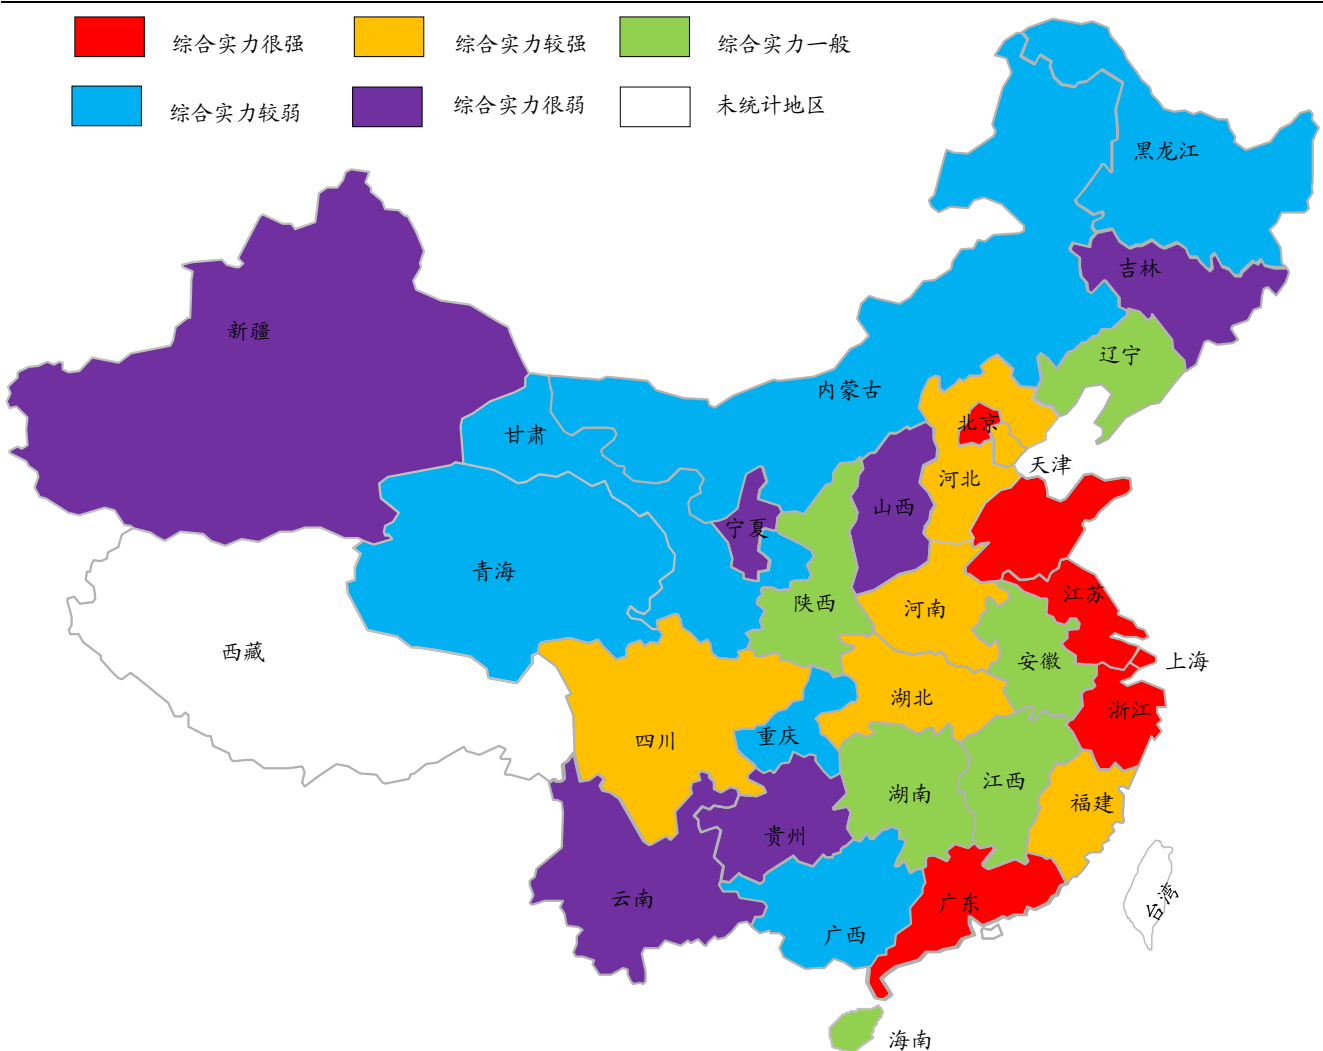 综合实力很强
综合实力较强
综合实力一般
综合实力较弱
综合实力很弱
未统计地区
黑龙江
吉林
新疆
辽宁
内蒙古
北京
甘肃
天津
河北
山西
宁夏
青海
江苏
陕西
河南
西藏
安徽
上海
湖北
浙江
四川
重庆
江西
湖南
福建
贵州
云南
广东
台湾
广西
海南